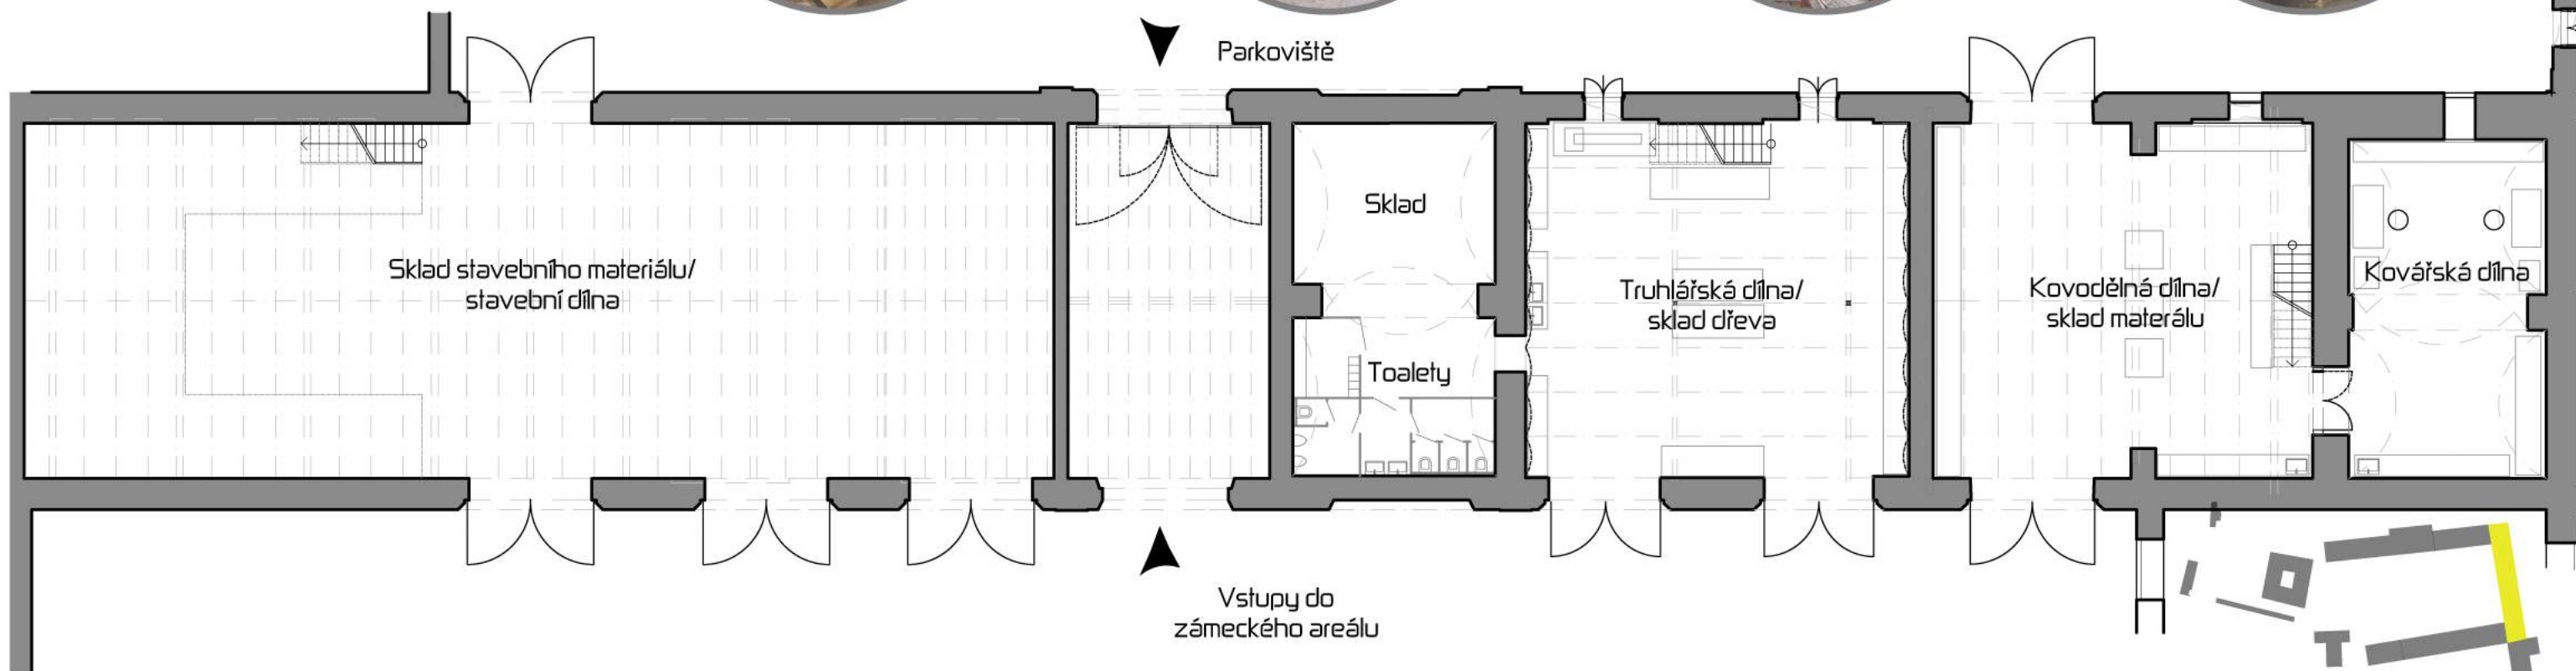 Parkoviště
Sklad stavebního materiálu/
stavební dílna
Sklad
Toalety
Truhlářská dílna/
sklad dřeva
Kovodělná dílna/
sklad materálu
Kovářská dílna
Vstupy do
zámeckého areálu